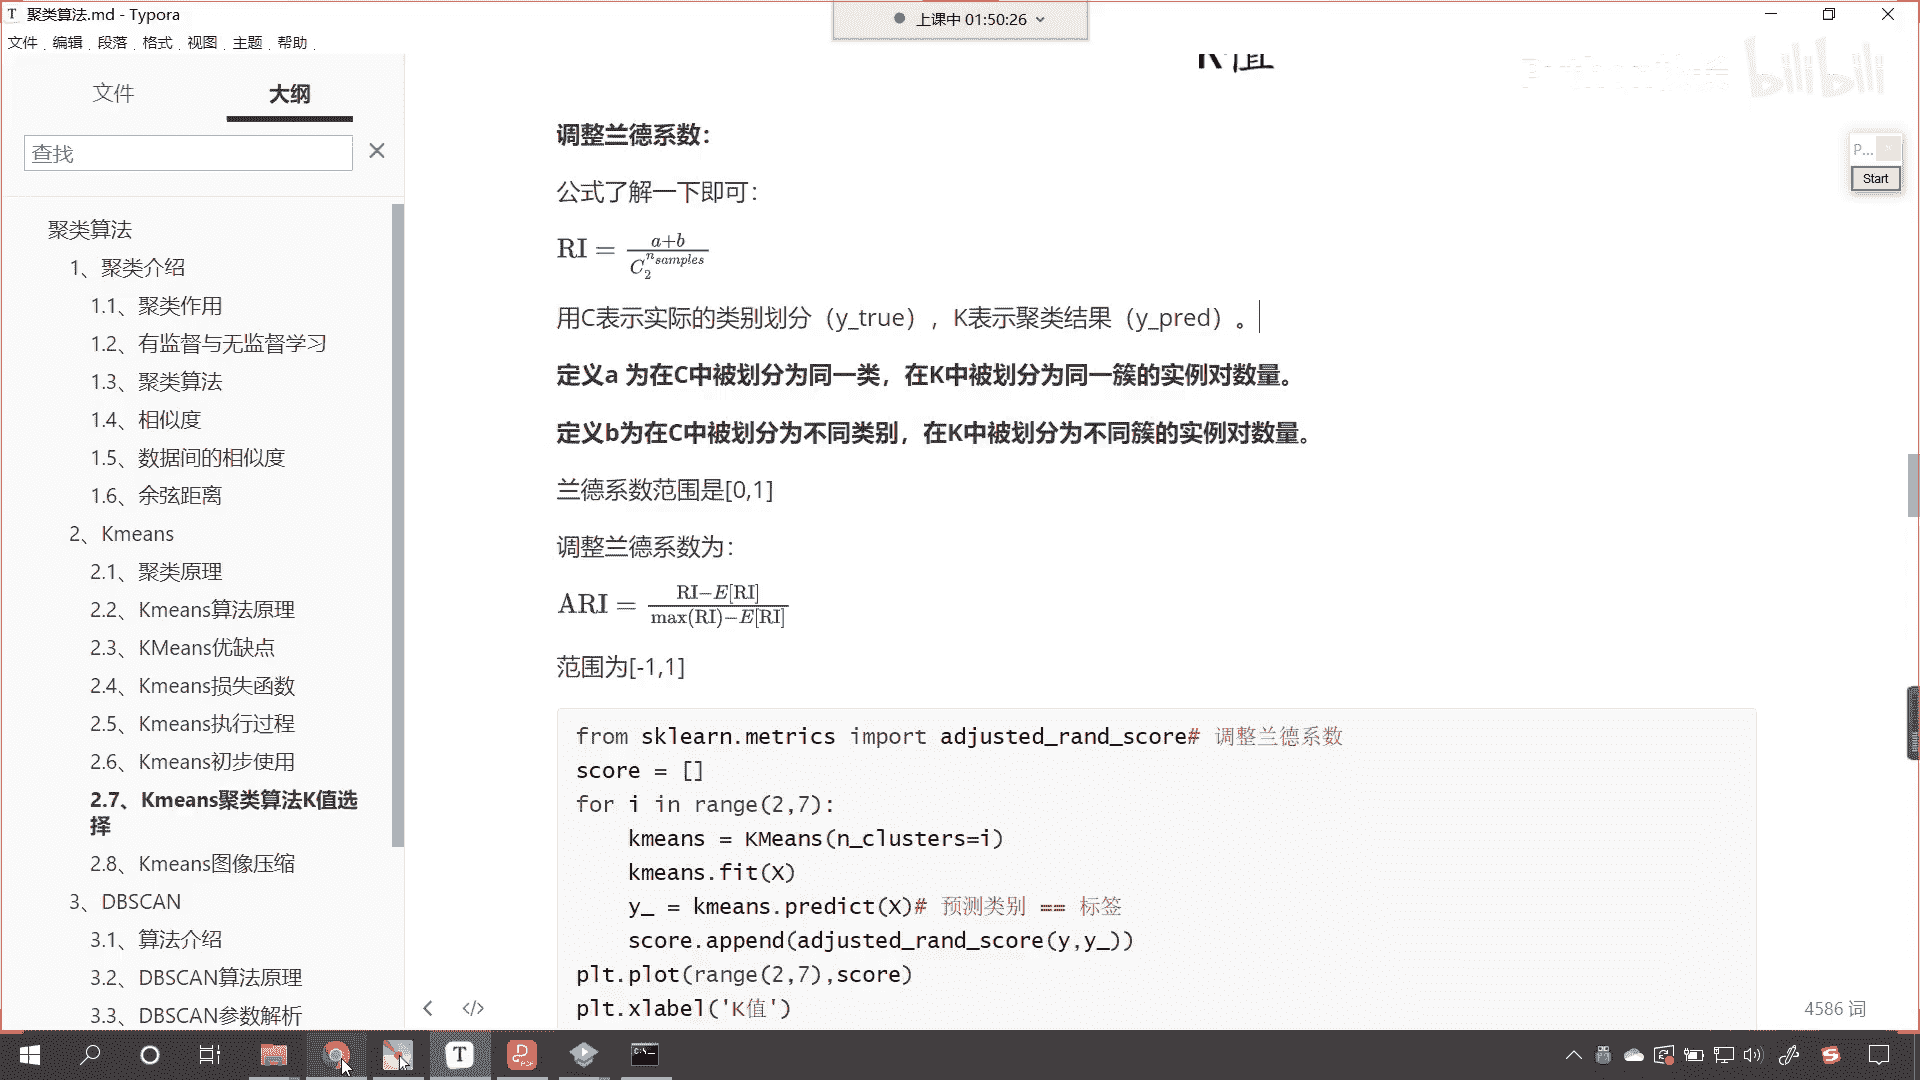 聚类算法.md - Typora
上课中 01:50:26
文件 编辑 段落 格式 视图 主题 帮助
文件 大纲
查找
聚类算法
1、聚类介绍
1.1、聚类作用
1.2、有监督与无监督学习
1.3、聚类算法
1.4、相似度
1.5、数据间的相似度
1.6、余弦距离
2、Kmeans
2.1、聚类原理
2.2、Kmeans算法原理
2.3、KMeans优缺点
2.4、Kmeans损失函数
2.5、Kmeans执行过程
2.6、Kmeans初步使用
2.7、Kmeans聚类算法K值选
择
2.8、Kmeans图像压缩
3、DBSCAN
3.1、算法介绍
3.2、DBSCAN算法原理
3.3、DBSCAN参数解析
K值
bilibili
P...
Start
调整兰德系数：
公式了解一下即可：
RI = \frac{a+b}{C_2^{n_{samples}}}
用C表示实际的类别划分（y_true），K表示聚类结果（y_pred）。
定义a 为在C中被划分为同一类，在K中被划分为同一簇的实例对数量。
定义b为在C中被划分为不同类别，在K中被划分为不同簇的实例对数量。
兰德系数范围是[0,1]
调整兰德系数为：
ARI = \frac{RI-E[RI]}{max(RI)-E[RI]}
范围为[-1,1]
from sklearn.metrics import adjusted_rand_score# 调整兰德系数
score = []
for i in range(2,7):
    kmeans = KMeans(n_clusters=i)
    kmeans.fit(X)
    y_ = kmeans.predict(X)# 预测类别 == 标签
    score.append(adjusted_rand_score(y,y_))
plt.plot(range(2,7),score)
plt.xlabel('K值')
4586 词